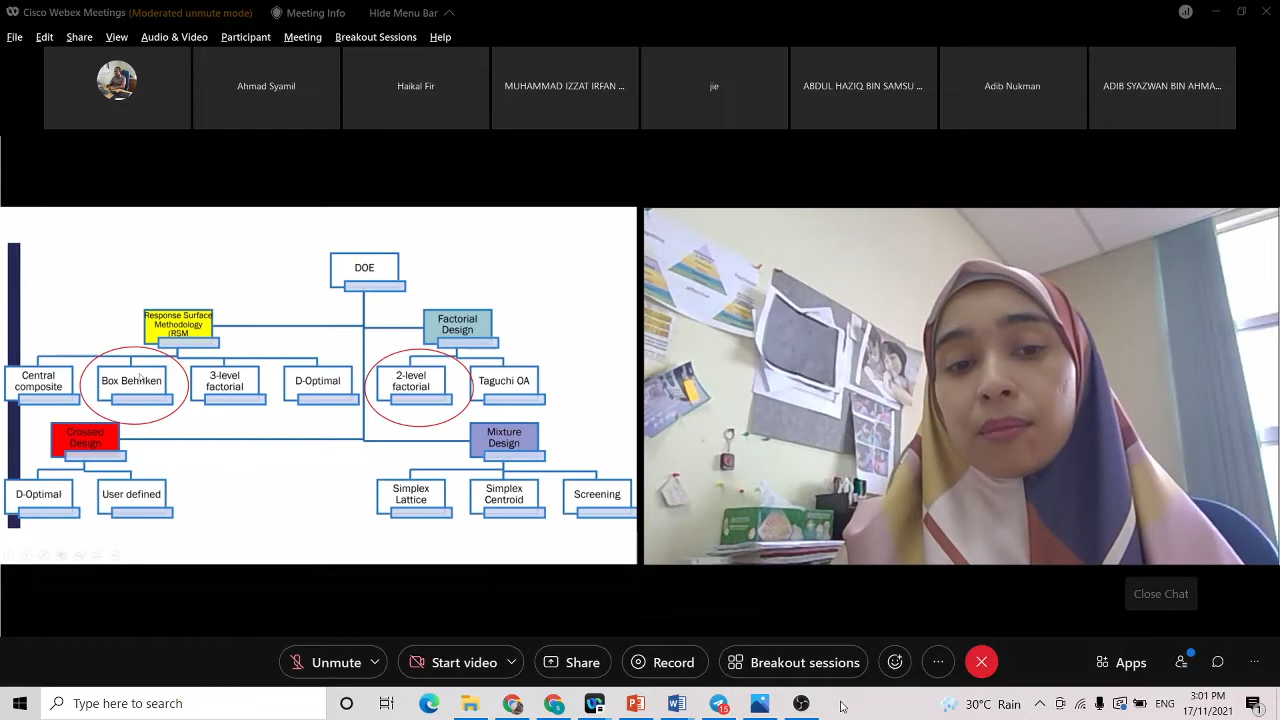 Cisco Webex Meetings (Moderated unmute mode) Meeting Info Hide Menu Bar
File Edit Share View Audio & Video Participant Meeting Breakout Sessions Help
Ahmad Syamil
Haikal Fir
MUHAMMAD IZZAT IRFAN ...
jie
ABDUL HAZIQ BIN SAMSU ...
Adib Nukman
ADIB SYAZWAN BIN AHMA...
DOE
Response Surface
Methodology
(RSM
Factorial
Design
Central
composite
Box Behnken
3-level
factorial
D-Optimal
2-level
factorial
Taguchi OA
Crossed
Design
Mixture
Design
D-Optimal
User defined
Simplex
Lattice
Simplex
Centroid
Screening
Close Chat
Unmute
Start video
Share
Record
Breakout sessions
Apps
Type here to search
15
30°C Rain
3:01 PM
17/11/2021
1